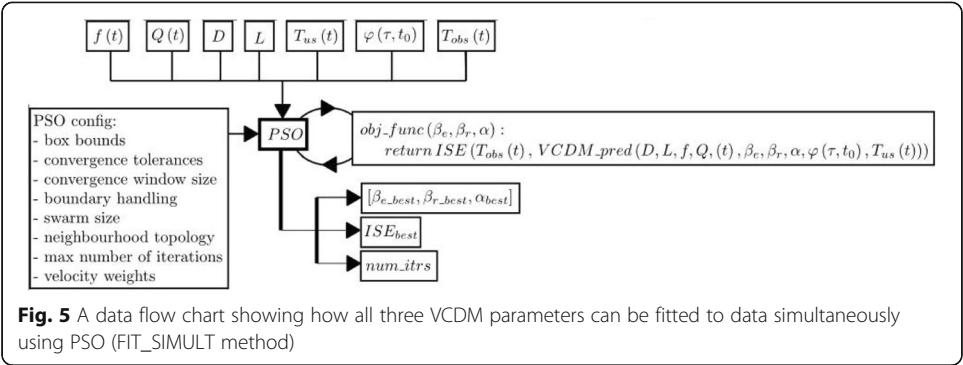 f (t) Q (t) D L T_us (t) φ (τ, t_0) T_obs (t)
PSO config:
- box bounds
- convergence tolerances
- convergence window size
- boundary handling
- swarm size
- neighbourhood topology
- max number of iterations
- velocity weights
PSO
obj_func (β_e, β_r, α) :
return ISE (T_obs (t) , VCDM_pred (D, L, f, Q, (t) , β_e, β_r, α, φ (τ, t_0) , T_us (t)))
[β_e_best, β_r_best, α_best]
ISE_best
num_itrs
Fig. 5 A data flow chart showing how all three VCDM parameters can be fitted to data simultaneously
using PSO (FIT_SIMULT method)